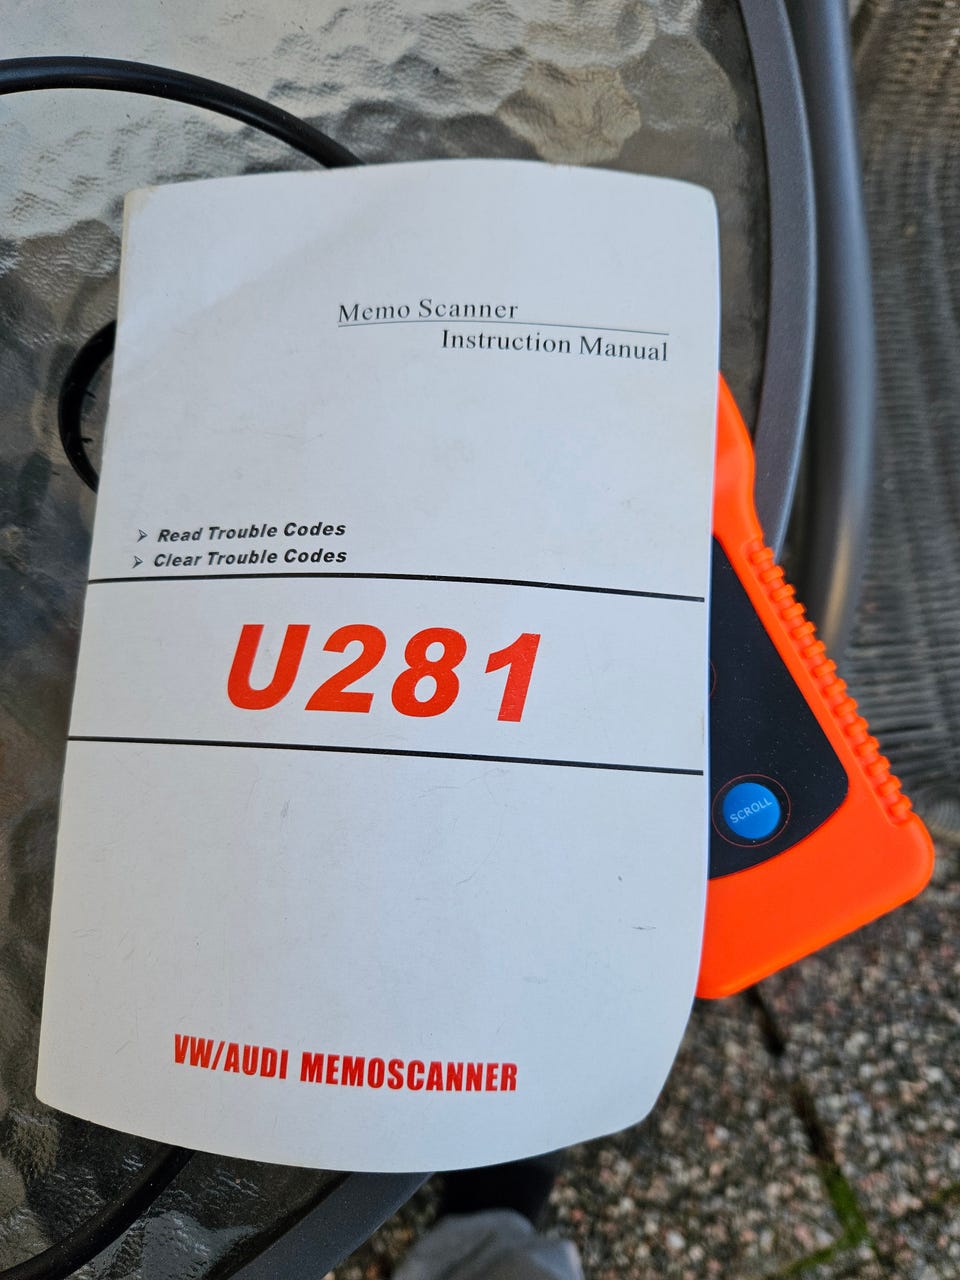 Memo Scanner
Instruction Manual
➢ Read Trouble Codes
➢ Clear Trouble Codes
U281
SCROLL
VW/AUDI MEMOSCANNER